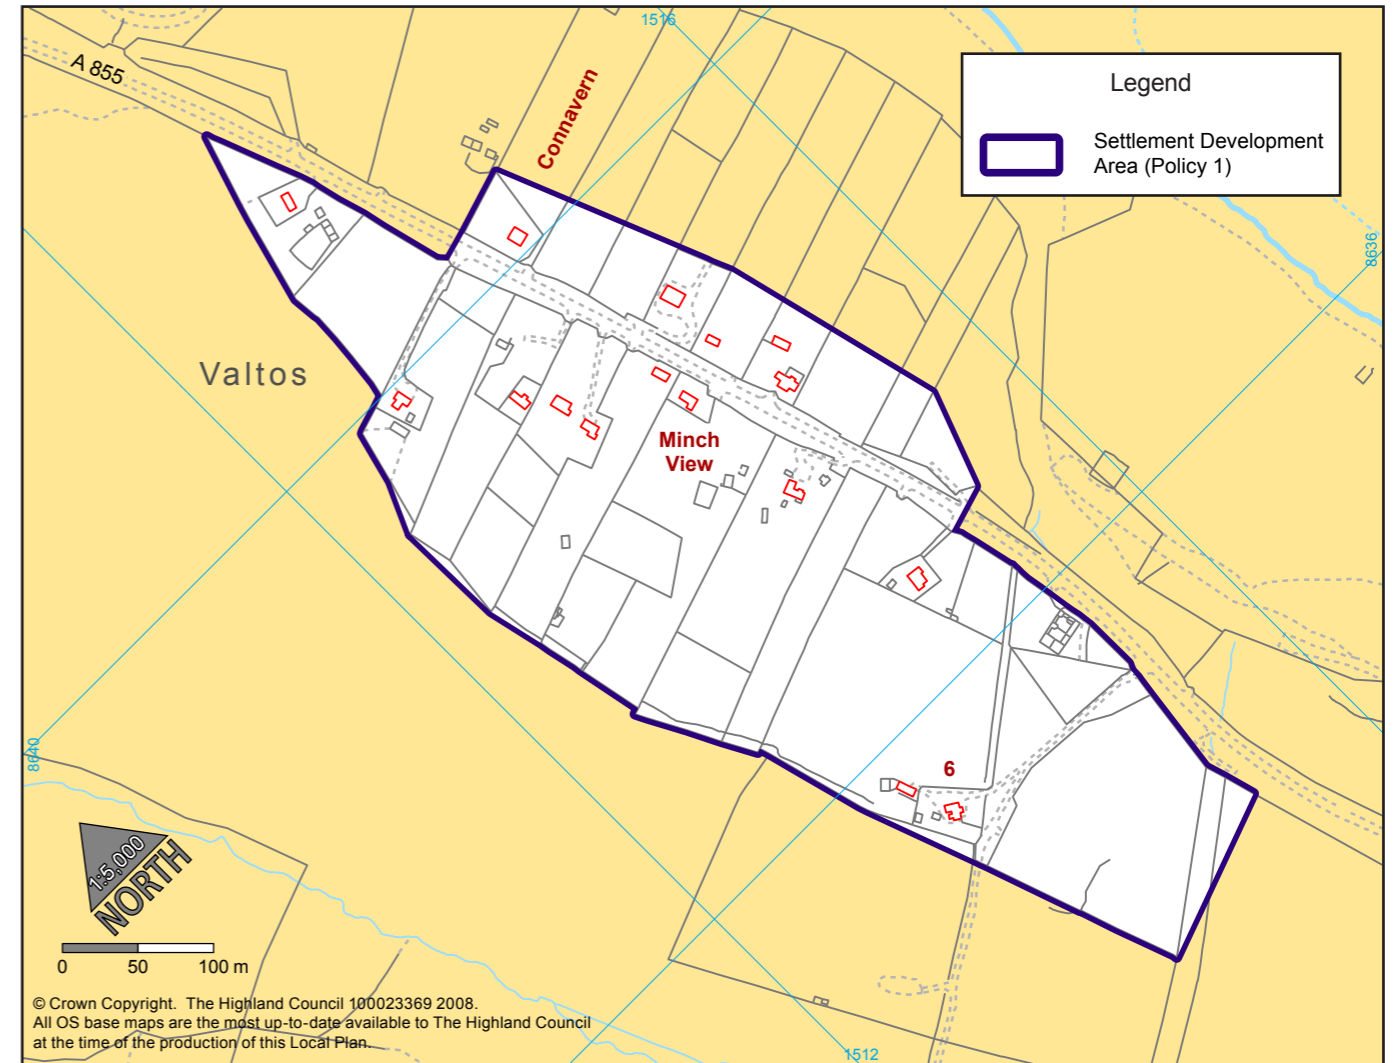 1516
A 855
Connavern
Legend
Settlement Development
Area (Policy 1)
8636
Valtos
Minch
View
6
8640
1:5,000
NORTH
0 50 100 m
© Crown Copyright. The Highland Council 100023369 2008.
All OS base maps are the most up-to-date available to The Highland Council
at the time of the production of this Local Plan.
1512